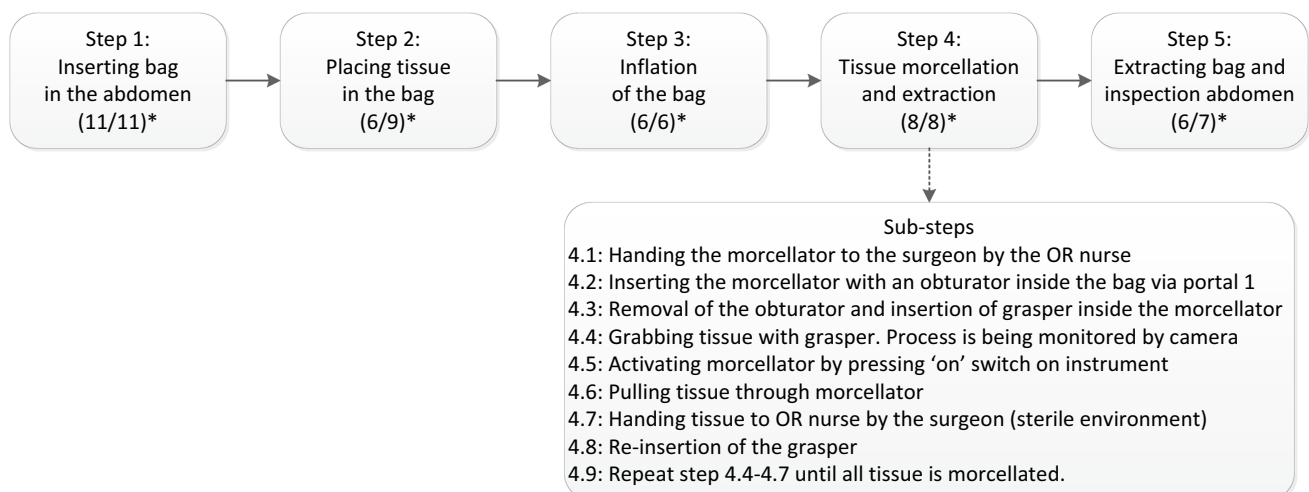 Step 1:
Inserting bag
in the abdomen
(11/11)*
Step 2:
Placing tissue
in the bag
(6/9)*
Step 3:
Inflation
of the bag
(6/6)*
Step 4:
Tissue morcellation
and extraction
(8/8)*
Step 5:
Extracting bag and
inspection abdomen
(6/7)*
Sub-steps
4.1: Handing the morcellator to the surgeon by the OR nurse
4.2: Inserting the morcellator with an obturator inside the bag via portal 1
4.3: Removal of the obturator and insertion of grasper inside the morcellator
4.4: Grabbing tissue with grasper. Process is being monitored by camera
4.5: Activating morcellator by pressing ‘on’ switch on instrument
4.6: Pulling tissue through morcellator
4.7: Handing tissue to OR nurse by the surgeon (sterile environment)
4.8: Re-insertion of the grasper
4.9: Repeat step 4.4-4.7 until all tissue is morcellated.